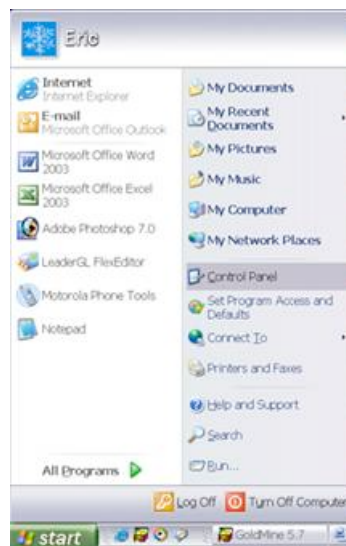 Eric
Internet
Internet Explorer
E-mail
Microsoft Office Outlook
Microsoft Office Word
2003
Microsoft Office Excel
2003
Adobe Photoshop 7.0
LeaderGL FlexEditor
Motorola Phone Tools
Notepad
All Programs
My Documents
My Recent
Documents
My Pictures
My Music
My Computer
My Network Places
Control Panel
Set Program Access and
Defaults
Connect To
Printers and Faxes
Help and Support
Search
Run...
Log Off
Turn Off Computer
start
GoldMine 5.7